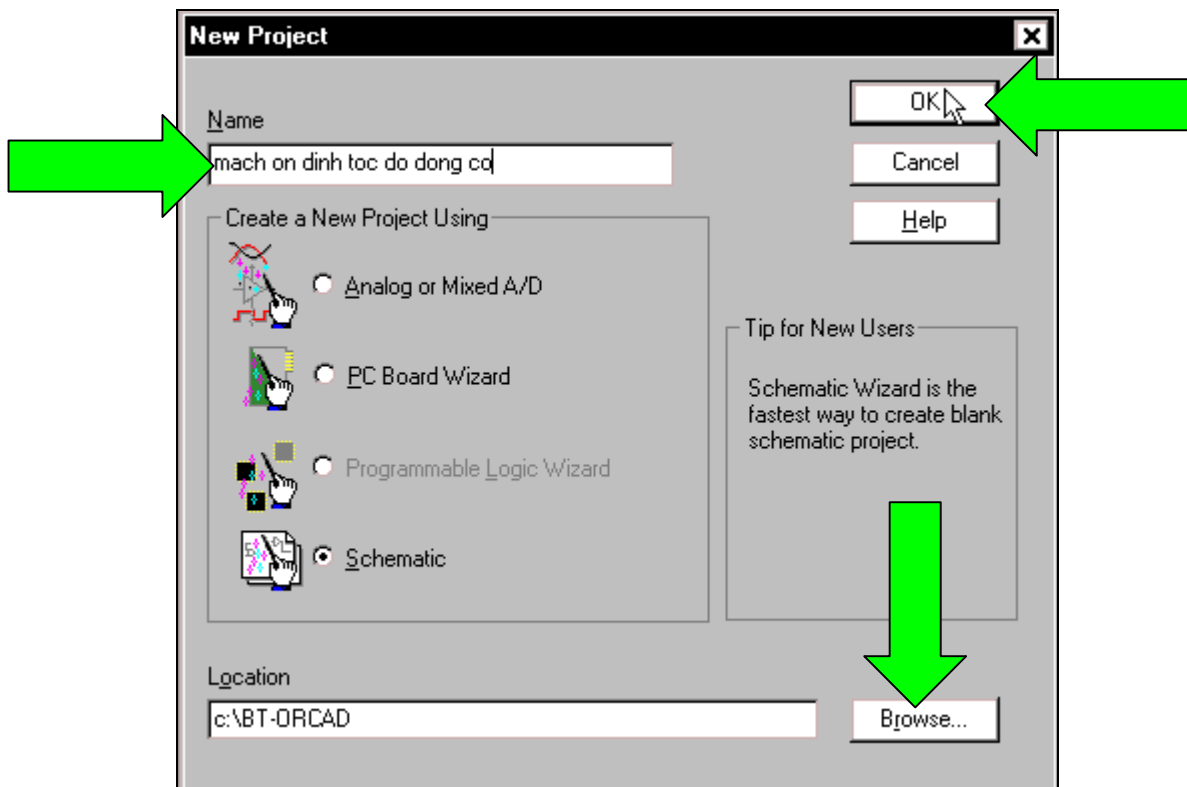 New Project
Name
mach on dinh toc do dong co
OK
Cancel
Help
Create a New Project Using
Analog or Mixed A/D
PC Board Wizard
Programmable Logic Wizard
Schematic
Tip for New Users
Schematic Wizard is the
fastest way to create blank
schematic project.
Location
c:\BT-ORCAD
Browse...